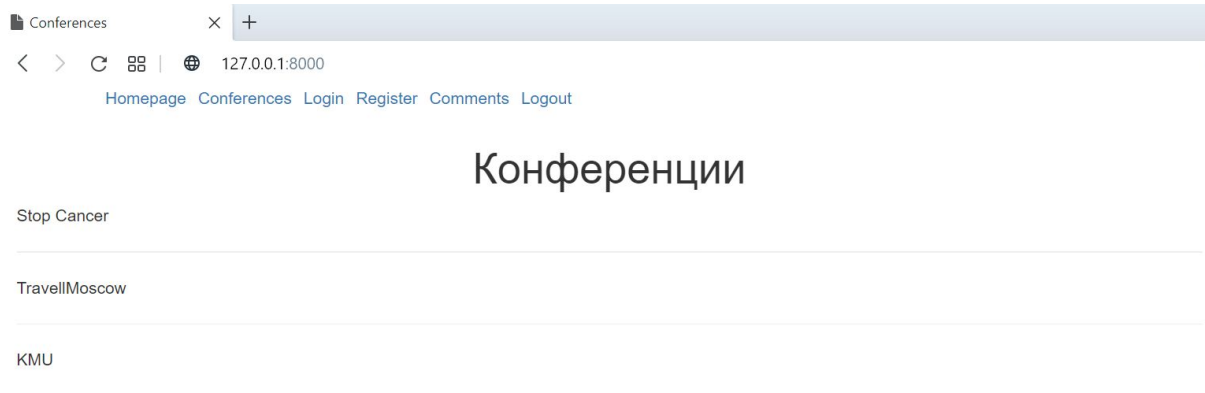 Conferences
127.0.0.1:8000
Homepage Conferences Login Register Comments Logout
Конференции
Stop Cancer
TravellMoscow
KMU